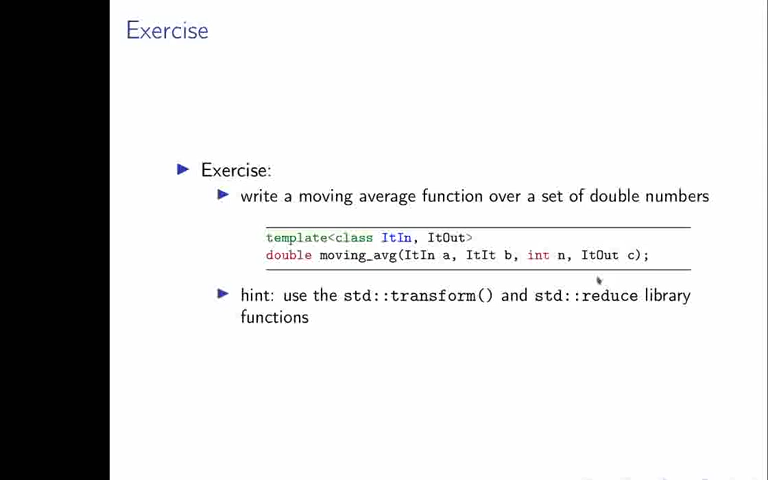 Exercise
Exercise:
write a moving average function over a set of double numbers
template<class ItIn, ItOut>
double moving_avg(ItIn a, ItIt b, int n, ItOut c);
hint: use the std::transform() and std::reduce library
functions